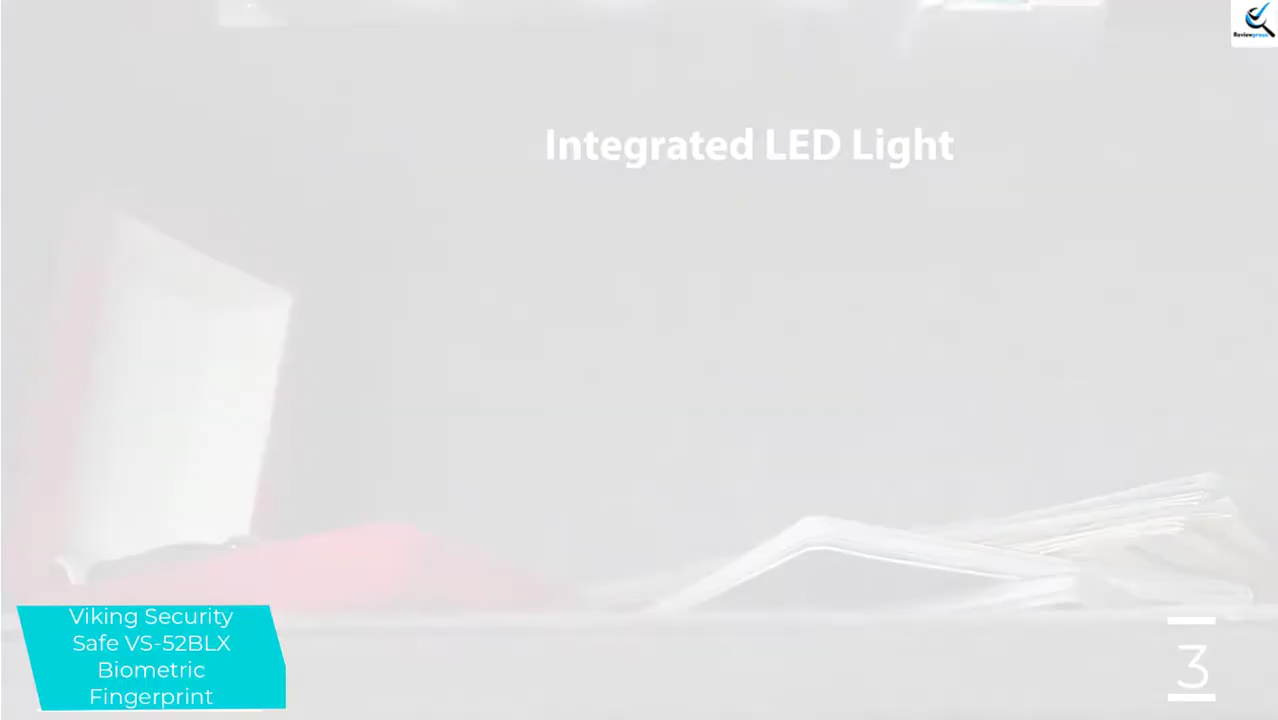 Integrated LED Light
Viking Security
Safe VS-52BLX
Biometric
Fingerprint
3